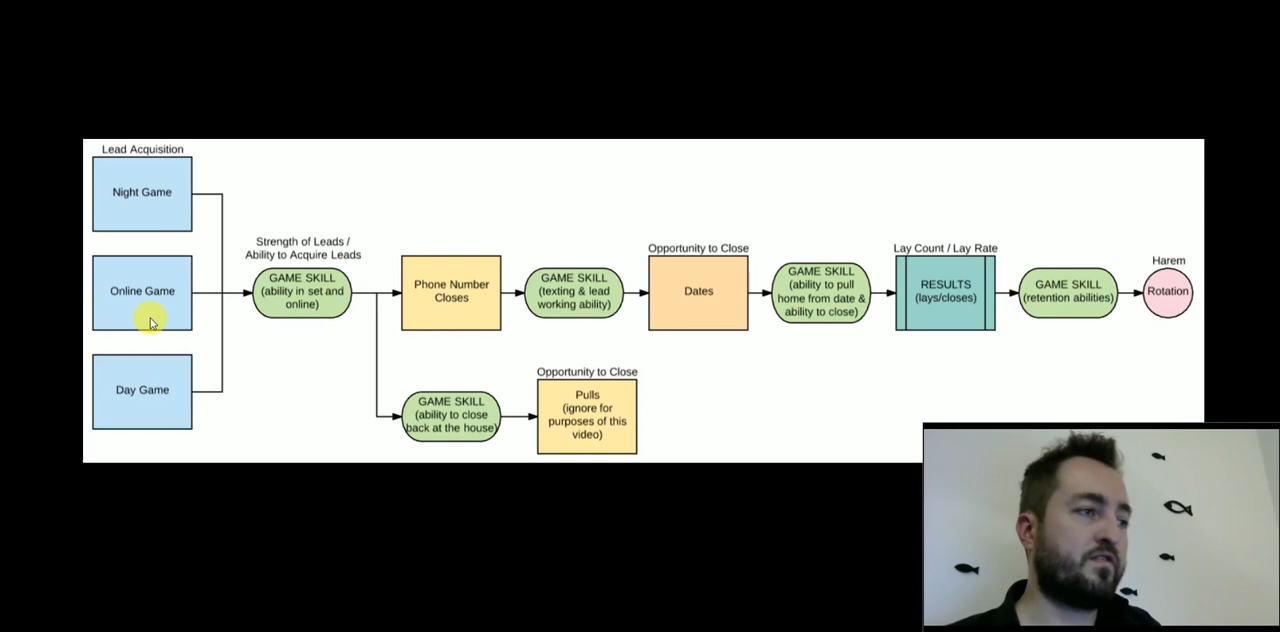 Lead Acquisition
Night Game
Online Game
Day Game
Strength of Leads /
Ability to Acquire Leads
GAME SKILL
(ability in set and
online)
Phone Number
Closes
GAME SKILL
(texting & lead
working ability)
Opportunity to Close
Dates
GAME SKILL
(ability to pull
home from date &
ability to close)
Lay Count / Lay Rate
RESULTS
(lays/closes)
GAME SKILL
(retention abilities)
Harem
Rotation
GAME SKILL
(ability to close
back at the house)
Opportunity to Close
Pulls
(ignore for
purposes of this
video)